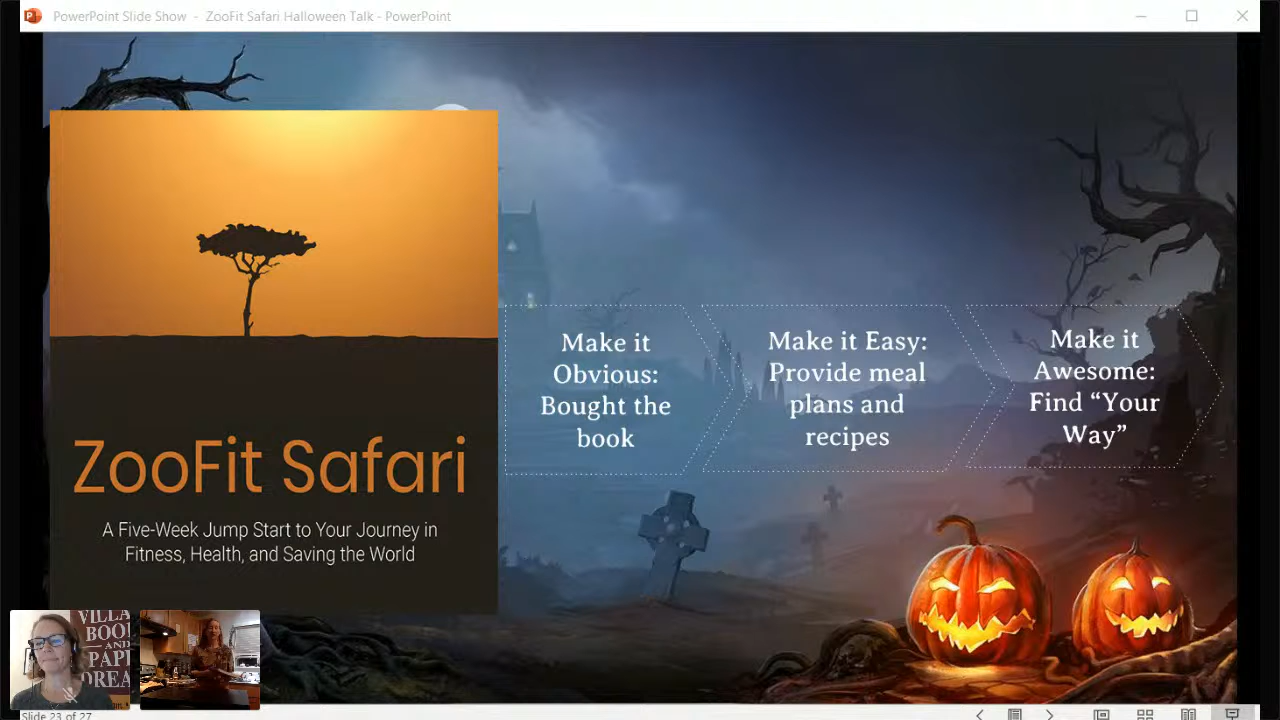 PowerPoint Slide Show - ZooFit Safari Halloween Talk - PowerPoint
Make it
Obvious:
Bought the
book
Make it Easy:
Provide meal
plans and
recipes
Make it
Awesome:
Find “Your
Way”
ZooFit Safari
A Five-Week Jump Start to Your Journey in
Fitness, Health, and Saving the World
Slide 23 of 27